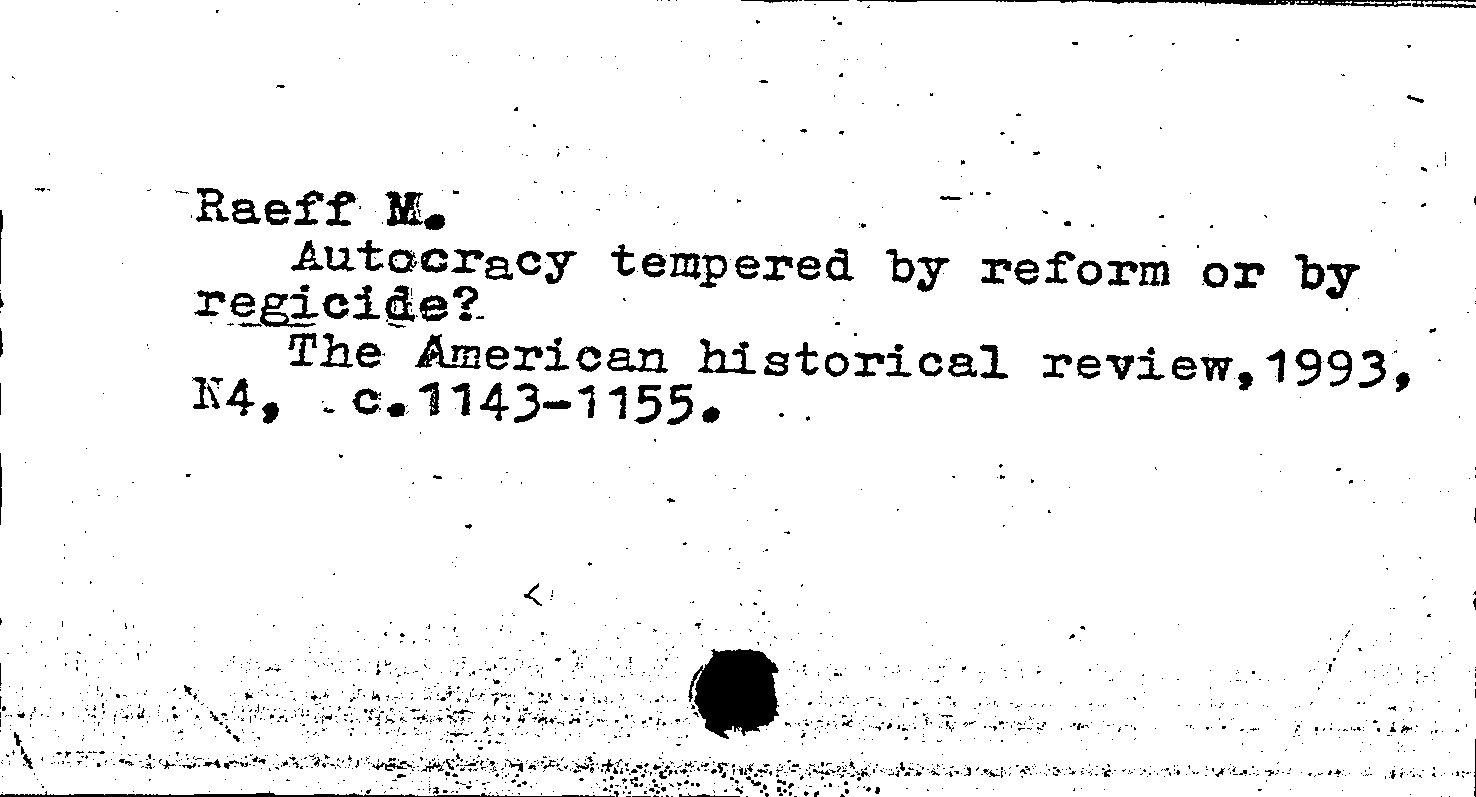 Raeff M.
Autocracy tempered by reform or by
regicide?
The American historical review,1993,
N4, c.1143-1155.